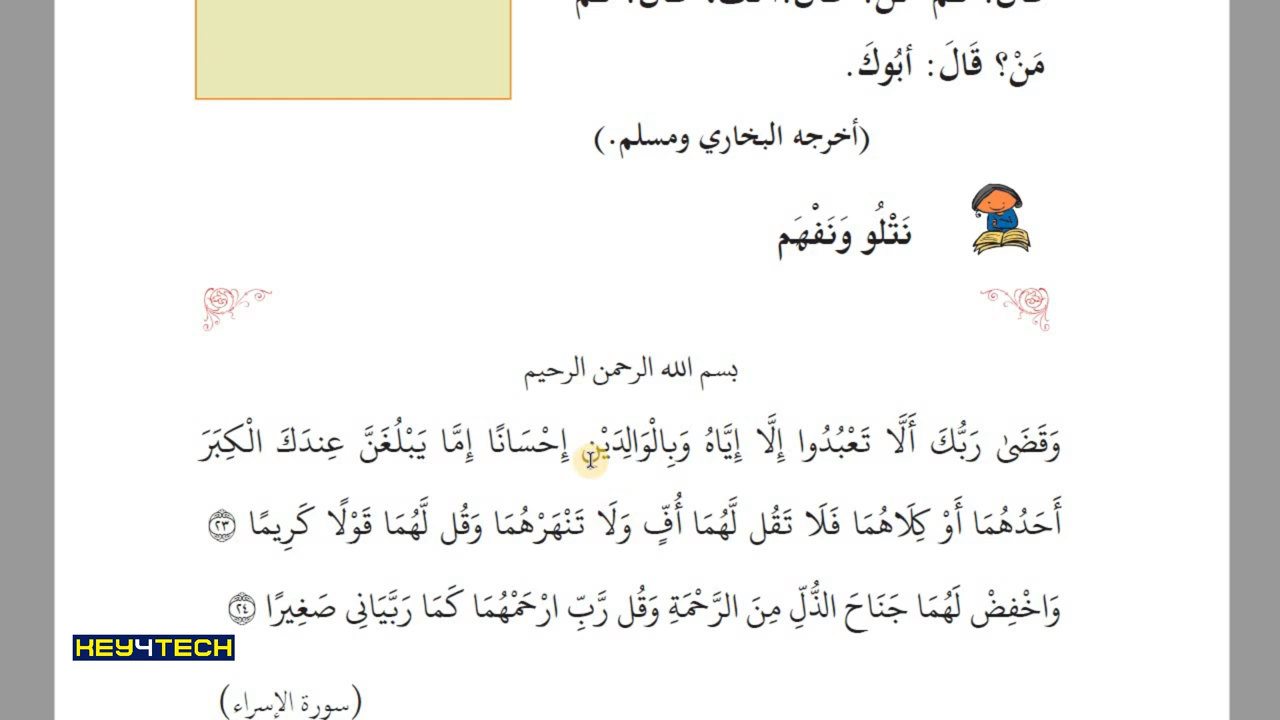 مَنْ؟ قَالَ: أبُوكَ.
(أخرجه البخاري ومسلم.)
نَتْلُو وَنَفْهَم
بسم الله الرحمن الرحيم
وَقَضَىٰ رَبُّكَ أَلَّا تَعْبُدُوا إِلَّا إِيَّاهُ وَبِالْوَالِدَيْنِ إِحْسَانًا إِمَّا يَبْلُغَنَّ عِندَكَ الْكِبَرَ
أَحَدُهُمَا أَوْ كِلَاهُمَا فَلَا تَقُل لَّهُمَا أُفٍّ وَلَا تَنْهَرْهُمَا وَقُل لَّهُمَا قَوْلًا كَرِيمًا ٢٣
وَاخْفِضْ لَهُمَا جَنَاحَ الذُّلِّ مِنَ الرَّحْمَةِ وَقُل رَّبِّ ارْحَمْهُمَا كَمَا رَبَّيَانِى صَغِيرًا ٢٤
KEY4TECH
(سورة الإسراء)